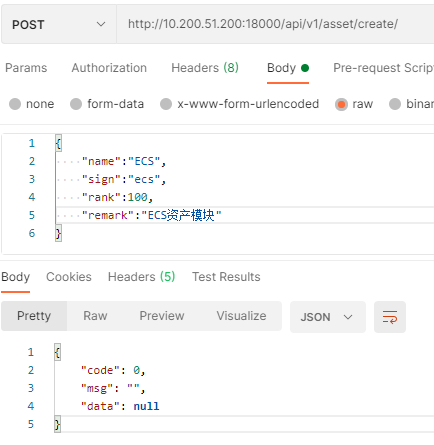 POST http://10.200.51.200:18000/api/v1/asset/create/
Params Authorization Headers (8) Body Pre-request Scrip
none form-data x-www-form-urlencoded raw binar
1 {
2 "name":"ECS",
3 "sign":"ecs",
4 "rank":100,
5 "remark":"ECS资产模块"
6 }
Body Cookies Headers (5) Test Results
Pretty Raw Preview Visualize JSON
1 {
2 "code": 0,
3 "msg": "",
4 "data": null
5 }